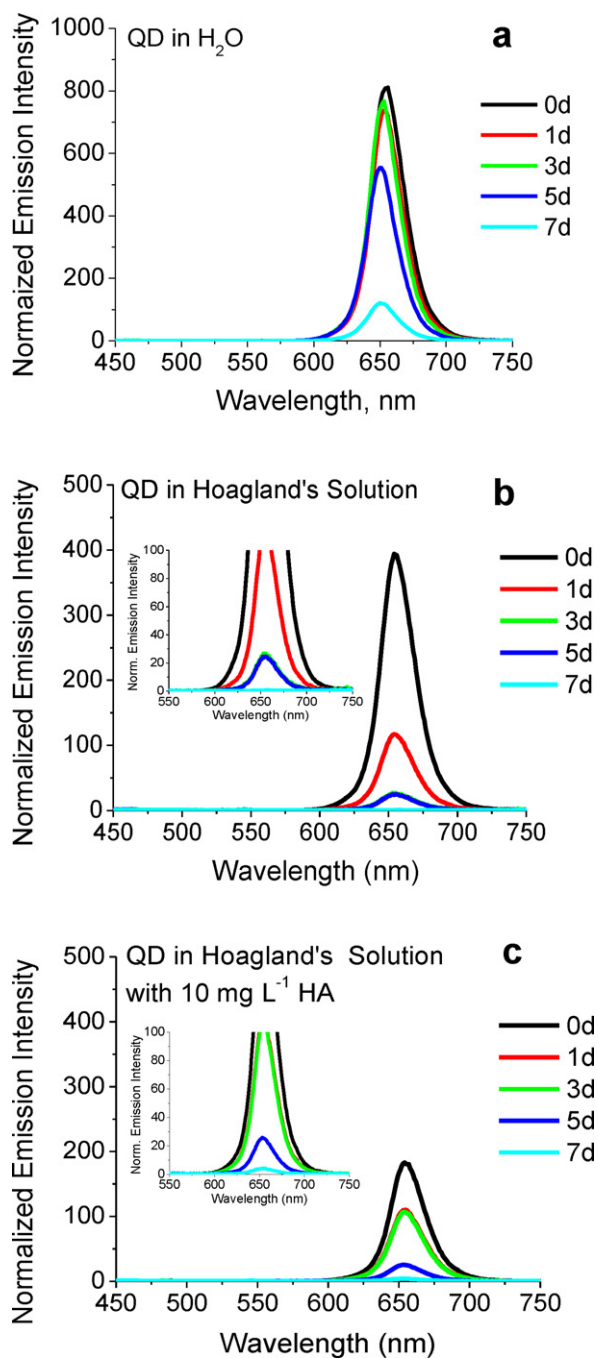 QD in H₂O
a
Normaized Emission Intensity
1000
800
600
400
200
0
450 500 550 600 650 700 750
Wavelength, nm
0d
1d
3d
5d
7d
QD in Hoagland's Solution
b
Normalized Emission Intensity
500
400
300
200
100
0
450 500 550 600 650 700 750
Wavelength (nm)
Norm. Emission Intensity
100
80
60
40
20
0
550 600 650 700 750
Wavelength (nm)
0d
1d
3d
5d
7d
QD in Hoagland's Solution
with 10 mg L⁻¹ HA
c
Normalized Emission Intensity
500
400
300
200
100
0
450 500 550 600 650 700 750
Wavelength (nm)
Norm. Emission Intensity
100
80
60
40
20
0
550 600 650 700 750
Wavelength (nm)
0d
1d
3d
5d
7d